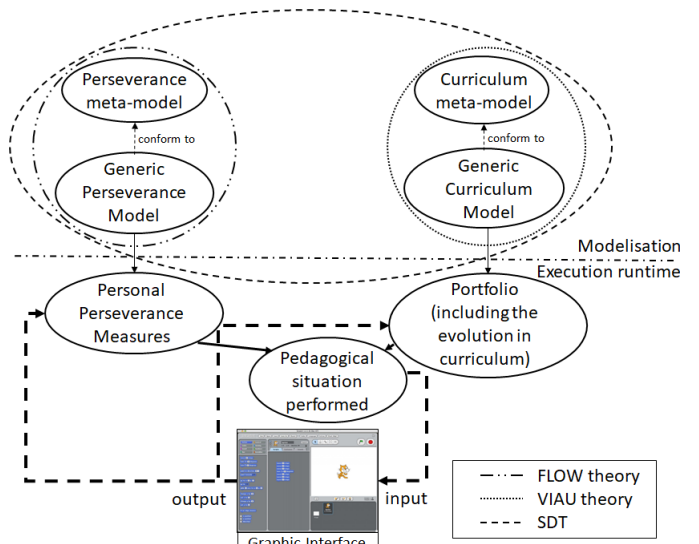 Perseverance
meta-model
conform to
Generic
Perseverance
Model
Curriculum
meta-model
conform to
Generic
Curriculum
Model
Modelisation
Execution runtime
Personal
Perseverance
Measures
Portfolio
(including the
evolution in
curriculum)
Pedagogical
situation
performed
output
input
Graphic Interface
FLOW theory
VIAU theory
SDT